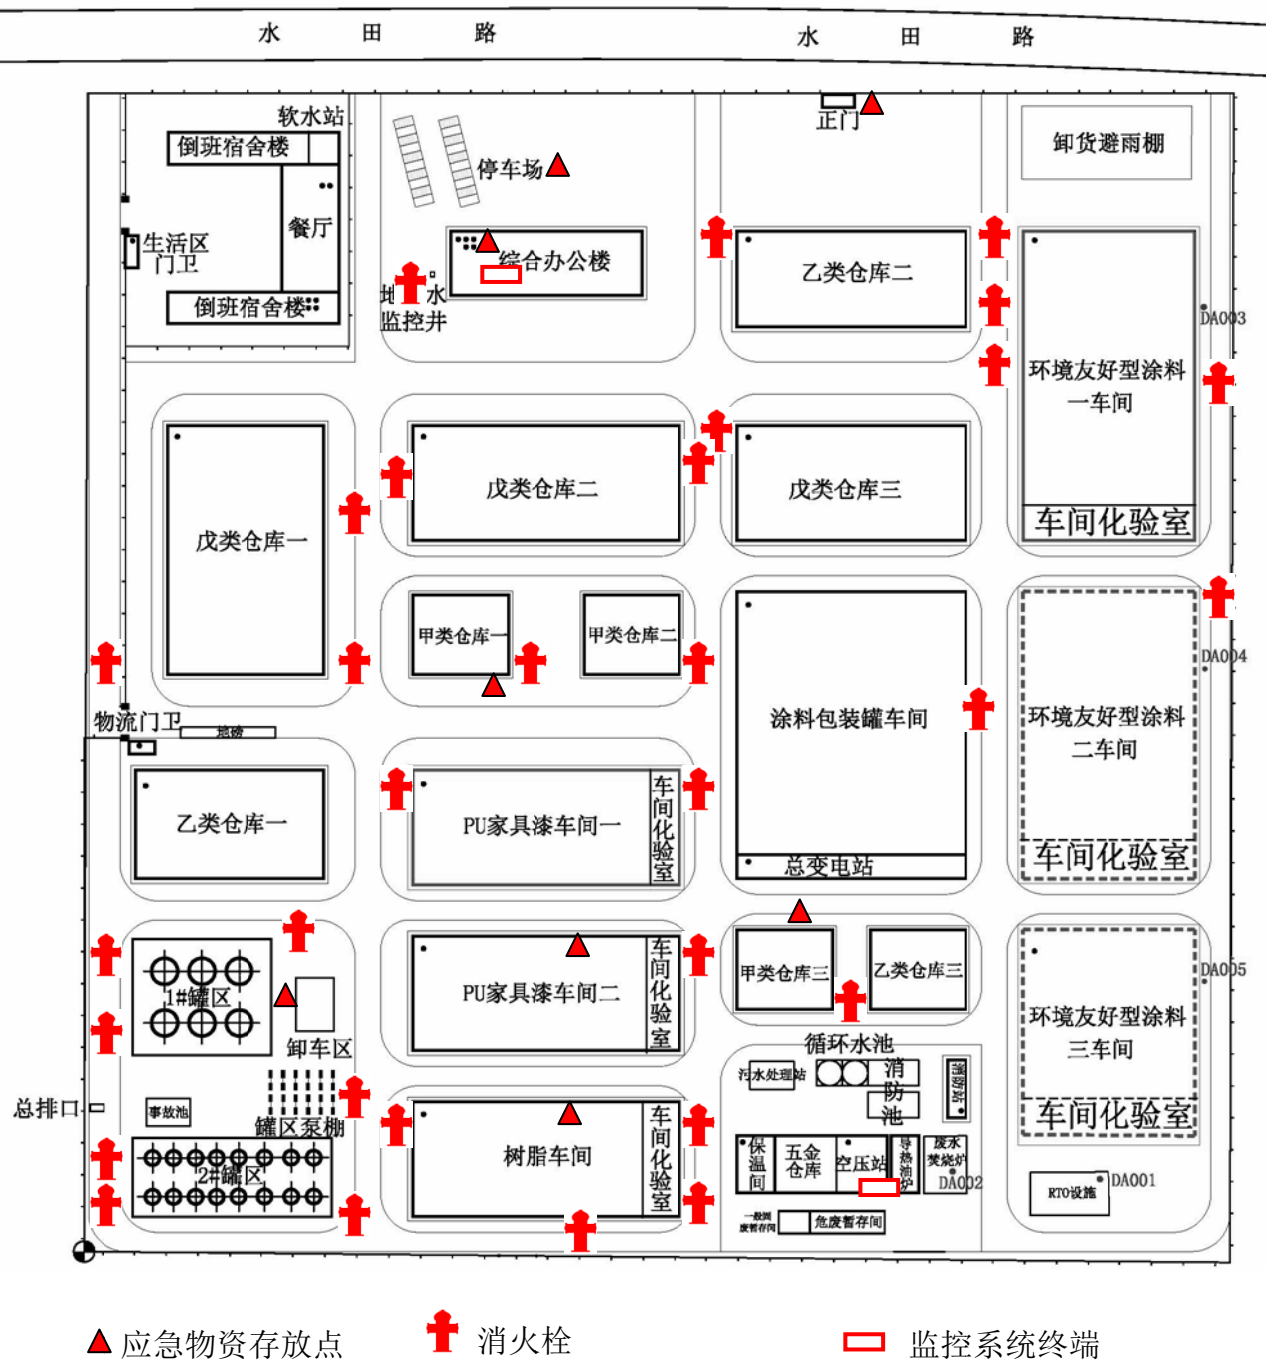 水 田 路 水 田 路
软水站
倒班宿舍楼
正门
卸货避雨棚
停车场
餐厅
生活区
门卫
综合办公楼
乙类仓库二
倒班宿舍楼
地 水
监控井
DA003
环境友好型涂料
一车间
戊类仓库一
戊类仓库二
戊类仓库三
车间化验室
甲类仓库一
甲类仓库二
DA004
物流门卫
地磅
涂料包装罐车间
环境友好型涂料
二车间
乙类仓库一
PU家具漆车间一
车间化验室
总变电站
车间化验室
1#罐区
卸车区
PU家具漆车间二
车间化验室
甲类仓库三
乙类仓库三
DA005
环境友好型涂料
三车间
循环水池
污水处理站
消防池
消防站
总排口
事故池
罐区泵棚
车间化验室
2#罐区
树脂车间
车间化验室
保温间
五金
仓库
空压站
导热油炉
废水
焚烧炉
DA002
RTO设施
DA001
一般固
废暂存间
危废暂存间
应急物资存放点 消火栓 监控系统终端